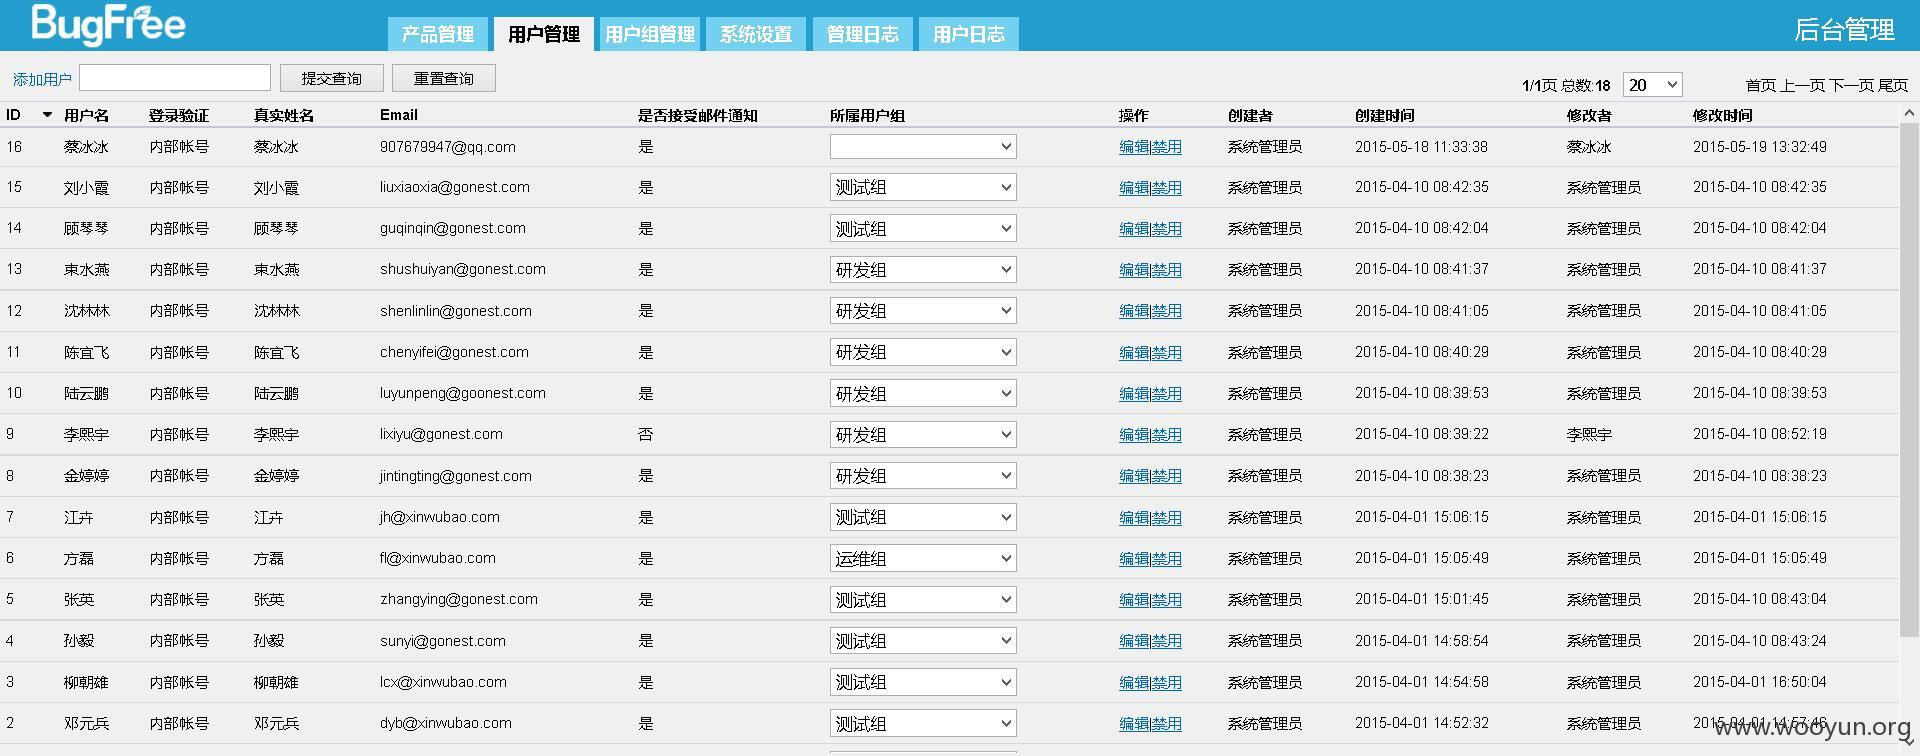 BugFree 产品管理 用户管理 用户组管理 系统设置 管理日志 用户日志 后台管理
添加用户 提交查询 重置查询 1/1页 总数:18 20 首页 上一页 下一页 尾页
ID 用户名 登录验证 真实姓名 Email 是否接受邮件通知 所属用户组 操作 创建者 创建时间 修改者 修改时间
16 蔡冰冰 内部帐号 蔡冰冰 907679947@qq.com 是 编辑|禁用 系统管理员 2015-05-18 11:33:38 蔡冰冰 2015-05-19 13:32:49
15 刘小霞 内部帐号 刘小霞 liuxiaoxia@gonest.com 是 测试组 编辑|禁用 系统管理员 2015-04-10 08:42:35 系统管理员 2015-04-10 08:42:35
14 顾琴琴 内部帐号 顾琴琴 guqinqin@gonest.com 是 测试组 编辑|禁用 系统管理员 2015-04-10 08:42:04 系统管理员 2015-04-10 08:42:04
13 束水燕 内部帐号 束水燕 shushuiyan@gonest.com 是 研发组 编辑|禁用 系统管理员 2015-04-10 08:41:37 系统管理员 2015-04-10 08:41:37
12 沈林林 内部帐号 沈林林 shenlinlin@gonest.com 是 研发组 编辑|禁用 系统管理员 2015-04-10 08:41:05 系统管理员 2015-04-10 08:41:05
11 陈宜飞 内部帐号 陈宜飞 chenyifei@gonest.com 是 研发组 编辑|禁用 系统管理员 2015-04-10 08:40:29 系统管理员 2015-04-10 08:40:29
10 陆云鹏 内部帐号 陆云鹏 luyunpeng@goonest.com 是 研发组 编辑|禁用 系统管理员 2015-04-10 08:39:53 系统管理员 2015-04-10 08:39:53
9 李熙宇 内部帐号 李熙宇 lixiyu@gonest.com 否 研发组 编辑|禁用 系统管理员 2015-04-10 08:39:22 李熙宇 2015-04-10 08:52:19
8 金婷婷 内部帐号 金婷婷 jintingting@gonest.com 是 研发组 编辑|禁用 系统管理员 2015-04-10 08:38:23 系统管理员 2015-04-10 08:38:23
7 江卉 内部帐号 江卉 jh@xinwubao.com 是 测试组 编辑|禁用 系统管理员 2015-04-01 15:06:15 系统管理员 2015-04-01 15:06:15
6 方磊 内部帐号 方磊 fl@xinwubao.com 是 运维组 编辑|禁用 系统管理员 2015-04-01 15:05:49 系统管理员 2015-04-01 15:05:49
5 张英 内部帐号 张英 zhangying@gonest.com 是 测试组 编辑|禁用 系统管理员 2015-04-01 15:01:45 系统管理员 2015-04-10 08:43:04
4 孙毅 内部帐号 孙毅 sunyi@gonest.com 是 测试组 编辑|禁用 系统管理员 2015-04-01 14:58:54 系统管理员 2015-04-10 08:43:24
3 柳朝雄 内部帐号 柳朝雄 lcx@xinwubao.com 是 测试组 编辑|禁用 系统管理员 2015-04-01 14:54:58 系统管理员 2015-04-01 16:50:04
2 邓元兵 内部帐号 邓元兵 dyb@xinwubao.com 是 测试组 编辑|禁用 系统管理员 2015-04-01 14:52:32 系统管理员 2015-04-01 14:57:46
www.wooyun.org